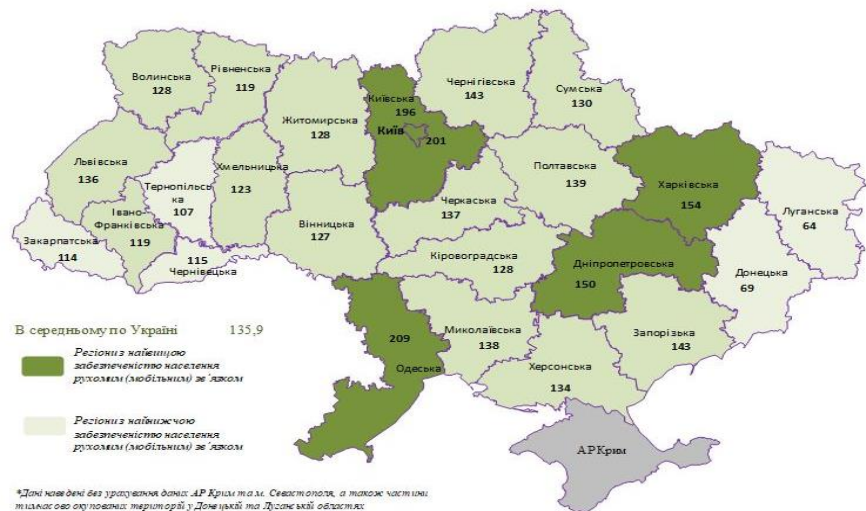 Волинська
128
Рівненська
119
Житомирська
128
Київська
196
Київ
201
Чернігівська
143
Сумська
130
Львівська
136
Тернопільс
ька
107
Хмельницька
123
Івано-
Франківська
119
Закарпатська
114
115
Чернівецька
Вінницька
127
Черкаська
137
Полтавська
139
Харківська
154
Луганська
64
Донецька
69
Кіровоградська
128
Дніпропетровська
150
Запорізька
143
Миколаївська
138
Херсонська
134
209
Одеська
АР Крим
В середньому по Україні 135,9
Регіони з найвищою
забезпеченістю населення
рухомим (мобільним) зв'язком
Регіони з найнижчою
забезпеченістю населення
рухомим (мобільним) зв'язком
*Дані наведені без урахування даних АР Крим та м. Севастополя, а також частини
тимчасово окупованих територій у Донецькій та Луганській областях